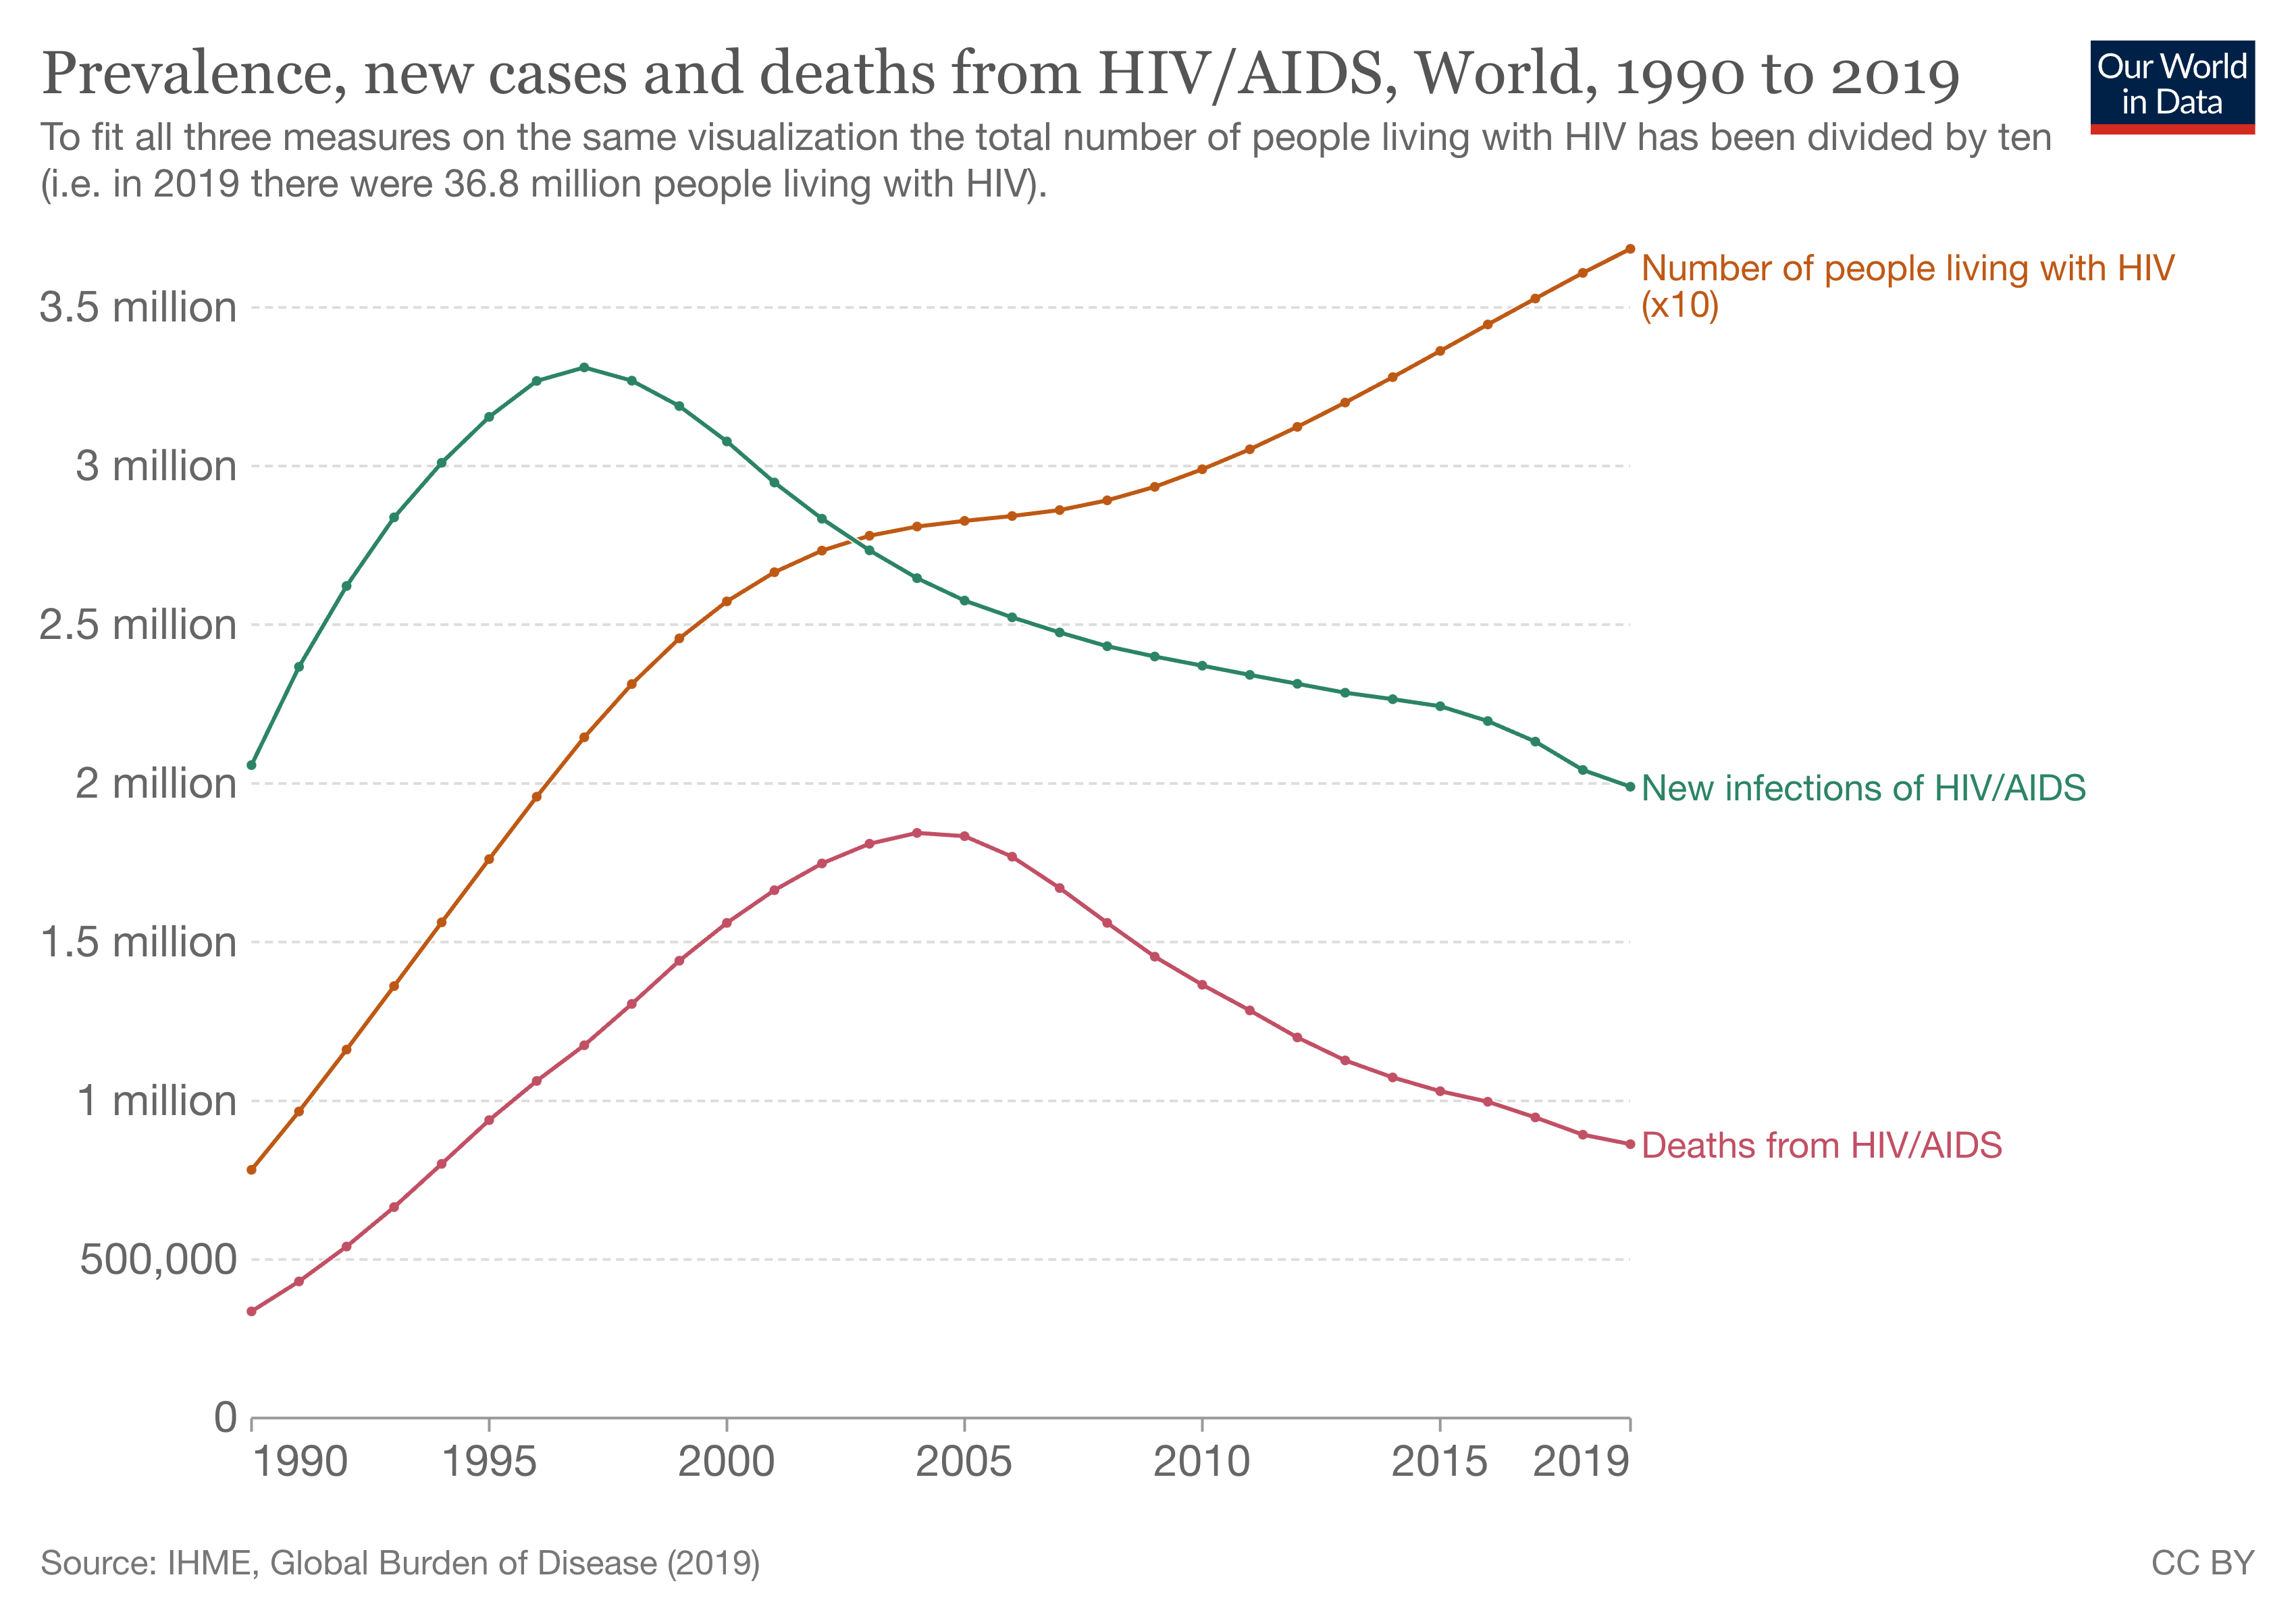 Prevalence, new cases and deaths from HIV/AIDS, World, 1990 to 2019
Our World
in Data
To fit all three measures on the same visualization the total number of people living with HIV has been divided by ten
(i.e. in 2019 there were 36.8 million people living with HIV).
3.5 million
3 million
2.5 million
2 million
1.5 million
1 million
500,000
0
Number of people living with HIV
(x10)
New infections of HIV/AIDS
Deaths from HIV/AIDS
1990 1995 2000 2005 2010 2015 2019
Source: IHME, Global Burden of Disease (2019)
CC BY